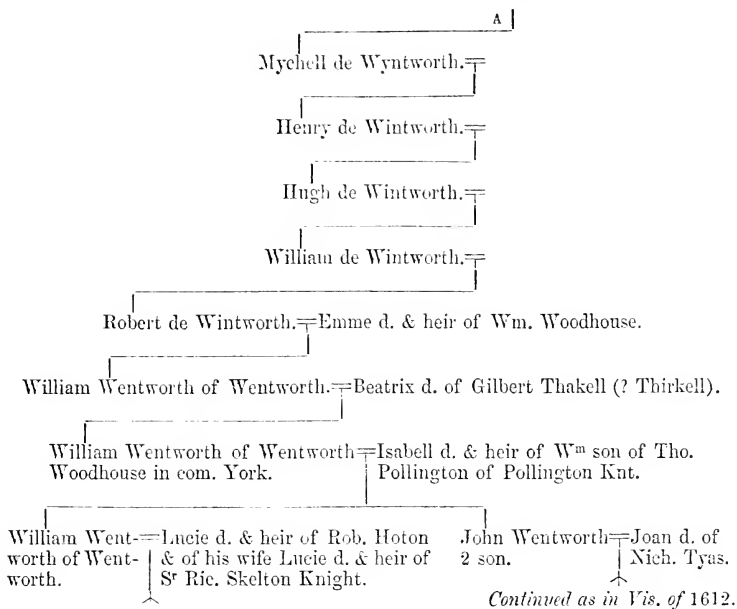 A
Mychell de Wyntworth.
Henry de Wintworth.
Hugh de Wintworth.
William de Wintworth.
Robert de Wintworth.=Emme d. & heir of Wm. Woodhouse.
William Wentworth of Wentworth.=Beatrix d. of Gilbert Thakell (? Thirkell).
William Wentworth of Wentworth=Isabell d. & heir of Wm son of Tho.
Woodhouse in com. York. Pollington of Pollington Knt.
William Went-=Lucie d. & heir of Rob. Hoton John Wentworth=Joan d. of
worth of Went- & of his wife Lucie d. & heir of 2 son. Nich. Tyas.
worth. Sr Ric. Skelton Knight.
Continued as in Vis. of 1612.